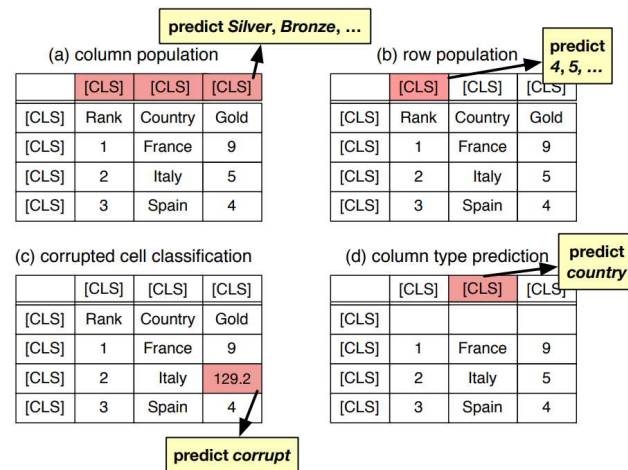 predict Silver, Bronze, ...
(a) column population
[CLS] [CLS] [CLS]
[CLS] Rank Country Gold
[CLS] 1 France 9
[CLS] 2 Italy 5
[CLS] 3 Spain 4
(b) row population
predict
4, 5, ...
[CLS] [CLS] [CLS]
[CLS] Rank Country Gold
[CLS] 1 France 9
[CLS] 2 Italy 5
[CLS] 3 Spain 4
(c) corrupted cell classification
[CLS] [CLS] [CLS]
[CLS] Rank Country Gold
[CLS] 1 France 9
[CLS] 2 Italy 129.2
[CLS] 3 Spain 4
predict corrupt
(d) column type prediction
predict
country
[CLS] [CLS] [CLS]
[CLS]
[CLS] 1 France 9
[CLS] 2 Italy 5
[CLS] 3 Spain 4